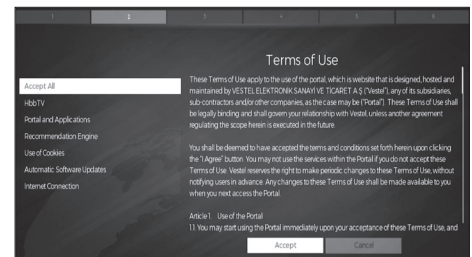 1
2
3
4
5
6
Terms of Use
Accept All
HbbTV
Portal and Applications
Recommendation Engine
Use of Cookies
Automatic Software Updates
Internet Connection
These Terms of Use apply to the use of the portal, which is website that is designed, hosted and
maintained by VESTEL ELEKTRONİK SANAYİ VE TİCARET A.Ş ("Vestel"), any of its subsidiaries,
sub-contractors and/or other companies, as the case may be ("Portal"). These Terms of Use shall
be legally binding and shall govern your relationship with Vestel, unless another agreement
regulating the scope herein is executed in the future.
You shall be deemed to have accepted the terms and conditions set forth herein upon clicking
the "I Agree" button. You may not use the services within the Portal if you do not accept these
Terms of Use. Vestel reserves the right to make periodic changes to these Terms of Use, without
notifying users in advance. Any changes to these Terms of Use shall be made available to you
when you next access the Portal.
Article 1. Use of the Portal
1.1. You may start using the Portal immediately upon your acceptance of these Terms of Use, and
Accept
Cancel